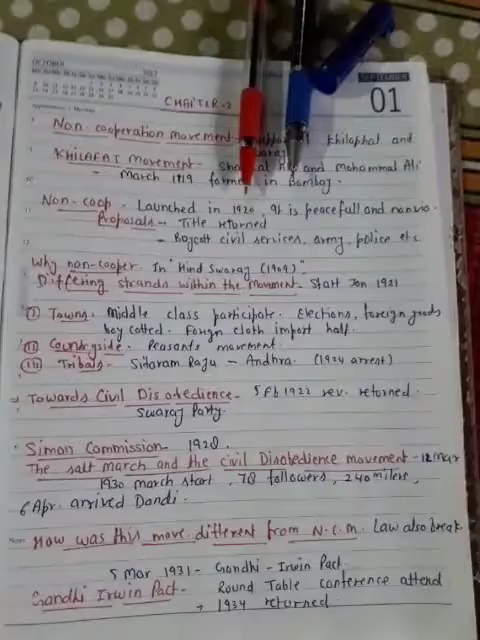 OCTOBER 2017
SEPTEMBER
01
CHAPTER-2
Non cooperation movement - Khilaphat and
KHILAFAT Movement - and Mohammal Ali
- March 1919 formed in Bombay.
Non-coop - Launched in 1920, It is peacefull and nonvio-
Proposals - Title returned
- Boycott civil services, army, police etc
Why non-cooper. In "Hind Swaraj (1909"
Differing strands within the Movement - Start Jan 1921
(i) Towns. Middle class participate. Elections, foreign goods
boycotted. Forign cloth import half.
(ii) Countryside. Peasants movement.
(iii) Tribals. Sitaram Raju - Andhra. (1924 arrest)
→ Towards Civil Disobedience - 5 Fb 1922 rev. returned.
Swaraj Party.
Simon Commission - 1928.
The salt march and the civil Disobedience movement - 12 Mar
1930 march start, 78 followers, 240 miles,
6 Apr. arrived Dandi.
How was this move. different from N.C.M. Law also break
5 Mar 1931 - Gandhi - Irwin Pact.
Gandhi Irwin Pact - Round Table conference attend
→ 1934 returned.